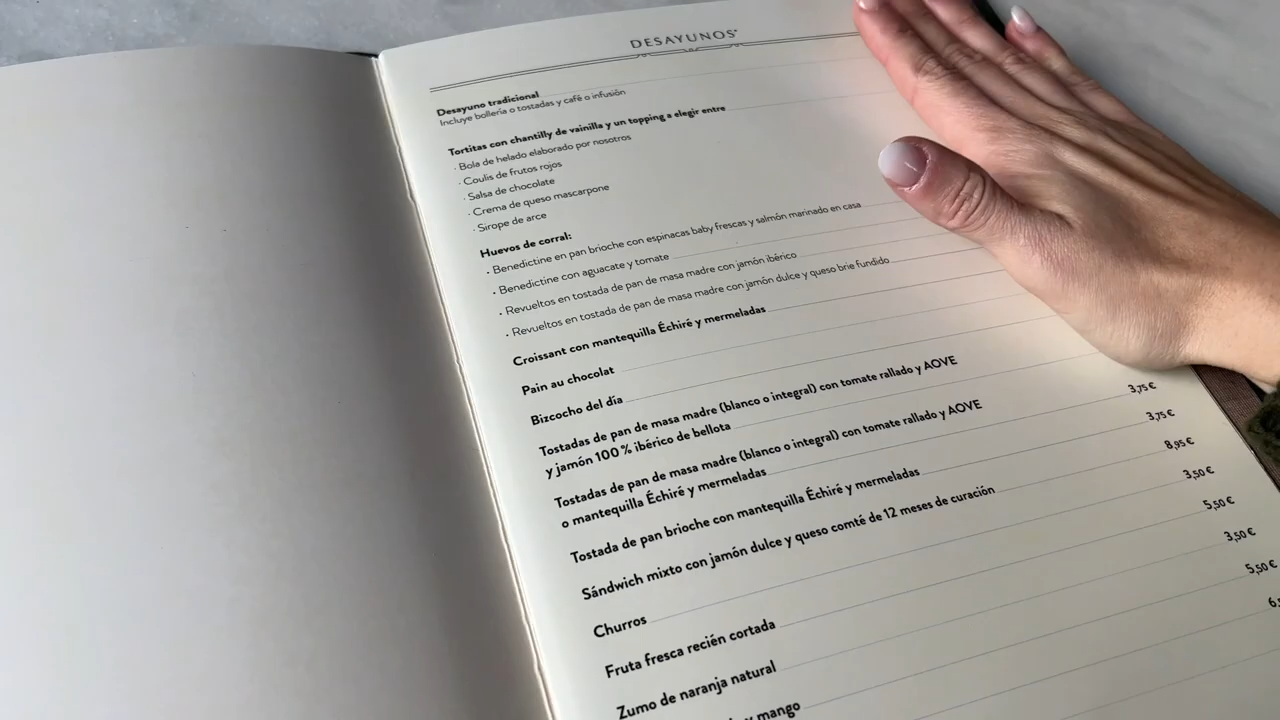 DESAYUNOS
Desayuno tradicional
Incluye bollería o tostadas y café o infusión
Tortitas con chantilly de vainilla y un topping a elegir entre
· Bola de helado elaborado por nosotros
· Coulis de frutos rojos
· Salsa de chocolate
· Crema de queso mascarpone
· Sirope de arce
Huevos de corral:
· Benedictine en pan brioche con espinacas baby frescas y salmón marinado en casa
· Benedictine con aguacate y tomate
· Revueltos en tostada de pan de masa madre con jamón ibérico
· Revueltos en tostada de pan de masa madre con jamón dulce y queso brie fundido
Croissant con mantequilla Échiré y mermeladas
Pain au chocolat
Bizcocho del día
Tostadas de pan de masa madre (blanco o integral) con tomate rallado y AOVE
y jamón 100 % ibérico de bellota
Tostadas de pan de masa madre (blanco o integral) con tomate rallado y AOVE
o mantequilla Échiré y mermeladas 3,75 €
Tostada de pan brioche con mantequilla Échiré y mermeladas 3,75 €
Sándwich mixto con jamón dulce y queso comté de 12 meses de curación 8,95 €
Churros 3,50 €
Fruta fresca recién cortada 5,50 €
Zumo de naranja natural 3,50 €
y mango 5,50 €